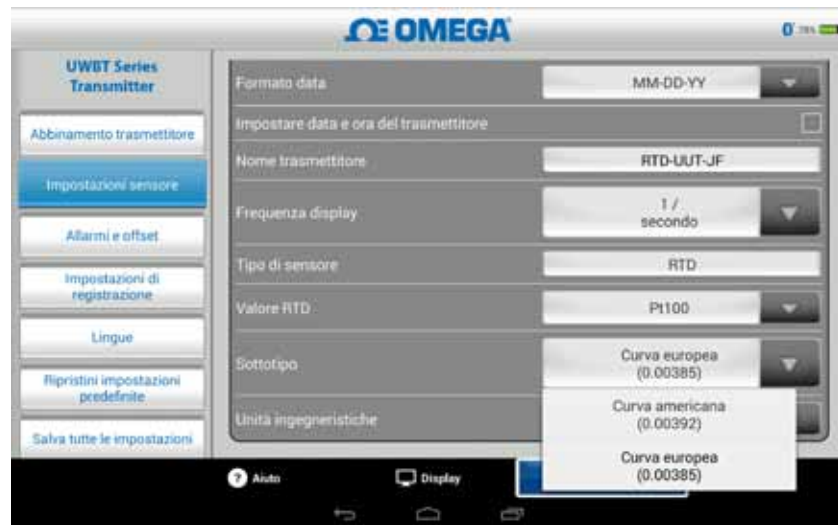 OMEGA
78%
UWBT Series
Transmitter
Abbinamento trasmettitore
Impostazioni sensore
Allarmi e offset
Impostazioni di
registrazione
Lingue
Ripristini impostazioni
predefinite
Salva tutte le impostazioni
Formato data
MM-DD-YY
Impostare data e ora del trasmettitore
Nome trasmettitore
RTD-UUT-JF
Frequenza display
1 /
secondo
Tipo di sensore
RTD
Valore RTD
Pt100
Sottotipo
Curva europea
(0.00385)
Unità ingegneristiche
Curva americana
(0.00392)
Curva europea
(0.00385)
? Aiuto
Display